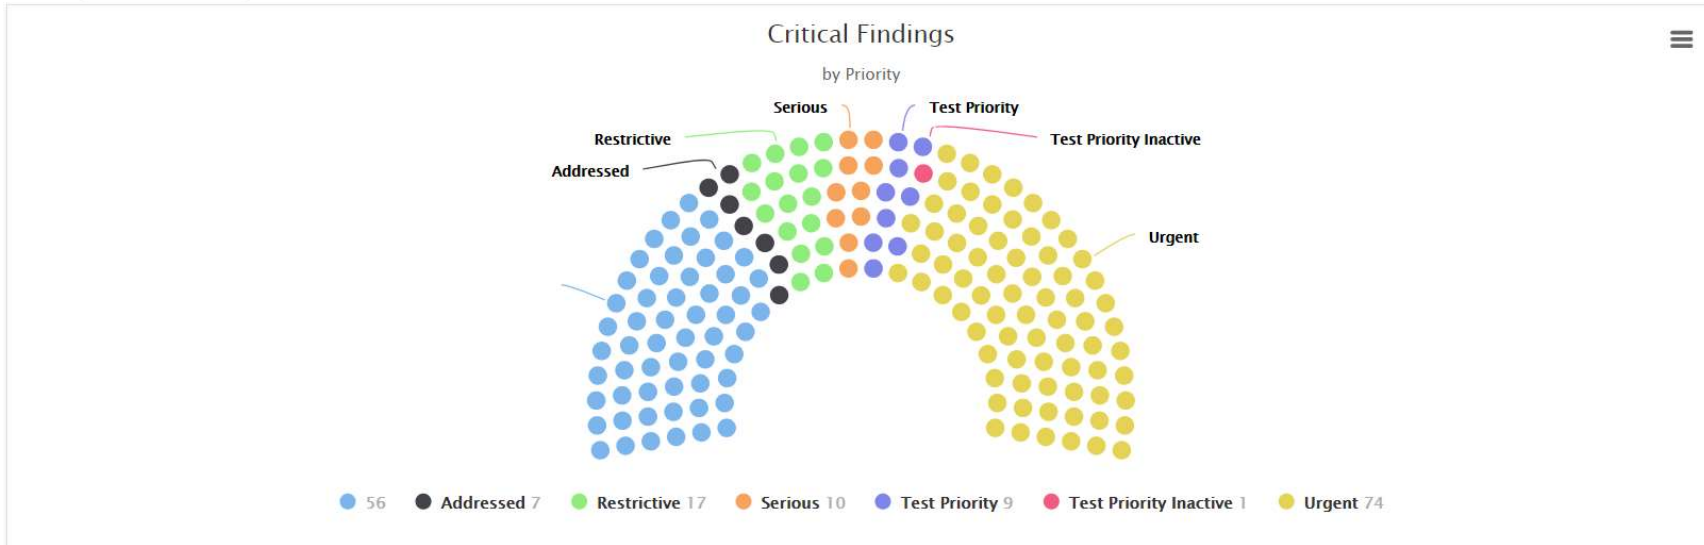 Critical Findings
by Priority
Serious
Test Priority
Restrictive
Test Priority Inactive
Addressed
Urgent
56 Addressed 7 Restrictive 17 Serious 10 Test Priority 9 Test Priority Inactive 1 Urgent 74